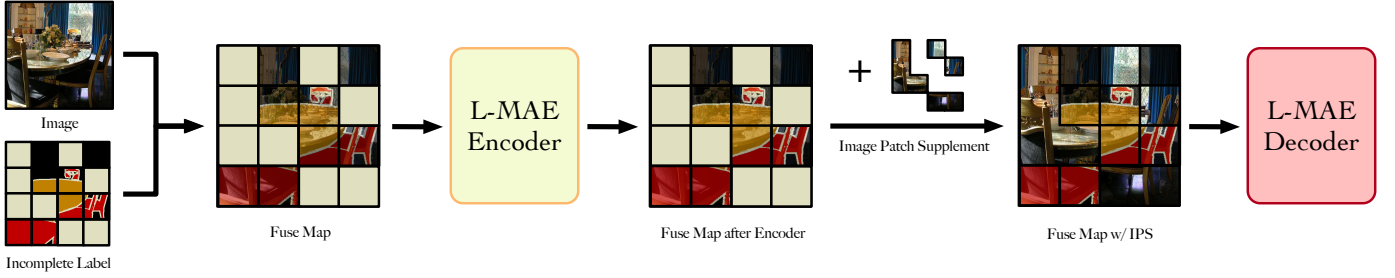 Image
Incomplete Label
Fuse Map
L-MAE
Encoder
Fuse Map after Encoder
+
Image Patch Supplement
Fuse Map w/ IPS
L-MAE
Decoder